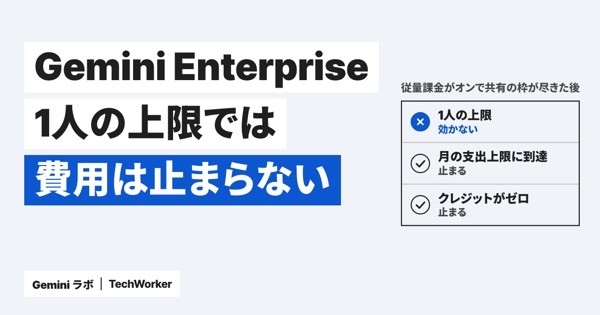 Gemini Enterprise
1人の上限では
費用は止まらない
従量課金がオンで共有の枠が尽きた後
1人の上限
効かない
月の支出上限に到達
止まる
クレジットがゼロ
止まる
Gemini ラボ | TechWorker